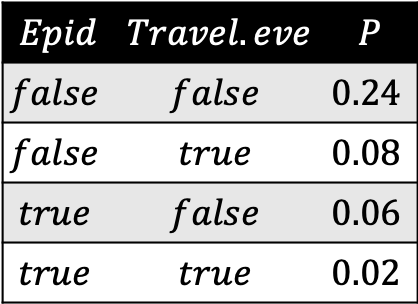 Epid Travel.eve P
false false 0.24
false true 0.08
true false 0.06
true true 0.02